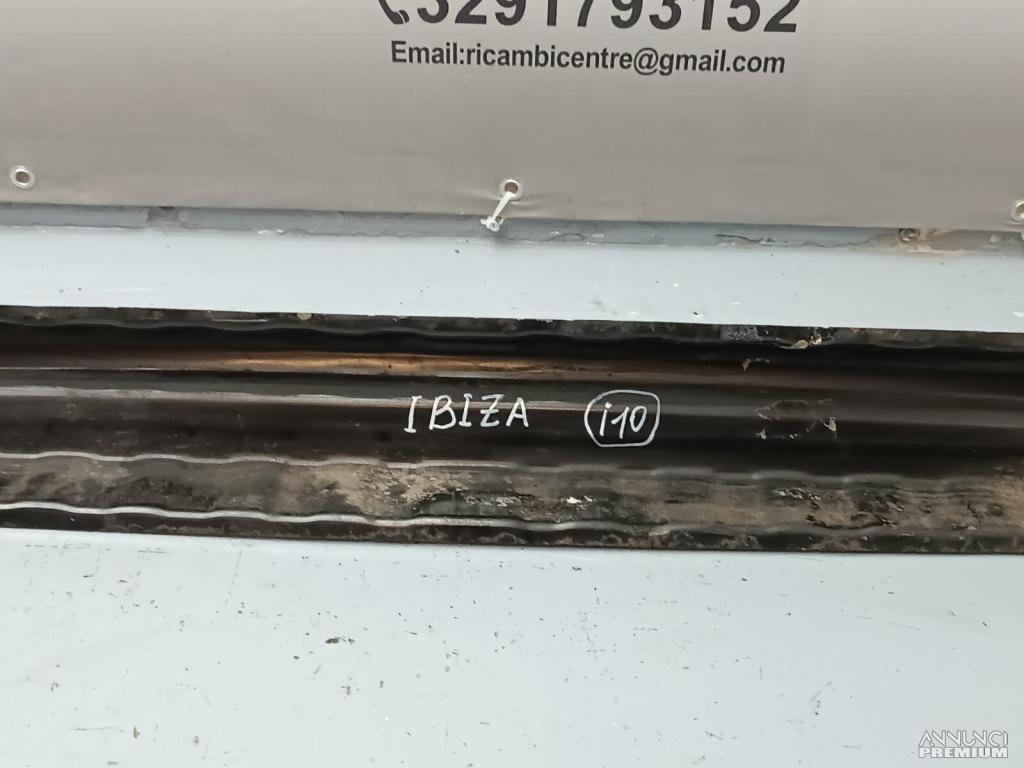 3291793152
Email:ricambicentre@gmail.com
IBIZA i10
ANNUNCI
PREMIUM